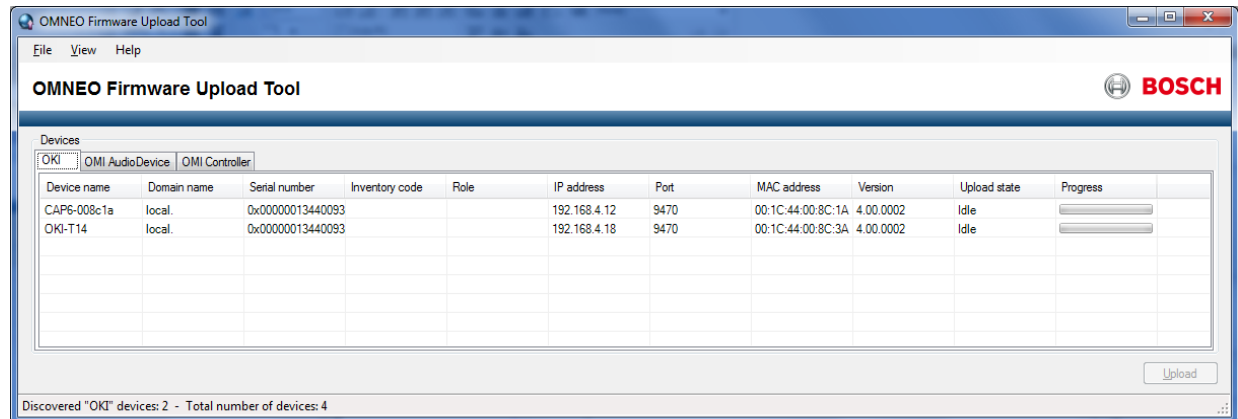 OMNEO Firmware Upload Tool
File View Help
OMNEO Firmware Upload Tool
BOSCH
Devices
OKI OMI AudioDevice OMI Controller
Device name Domain name Serial number Inventory code Role IP address Port MAC address Version Upload state Progress
CAP6-008c1a local. 0x00000013440093 192.168.4.12 9470 00:1C:44:00:8C:1A 4.00.0002 Idle
OKI-T14 local. 0x00000013440093 192.168.4.18 9470 00:1C:44:00:8C:3A 4.00.0002 Idle
Upload
Discovered "OKI" devices: 2 - Total number of devices: 4